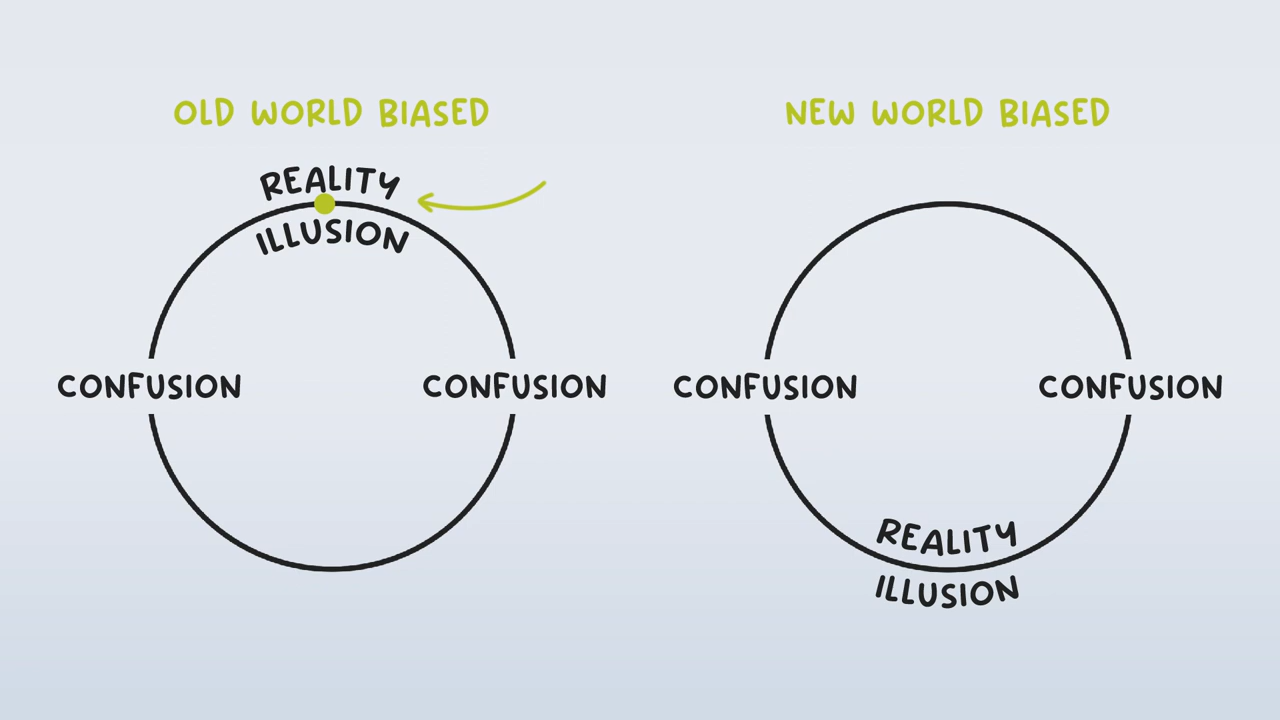 OLD WORLD BIASED
REALITY
ILLUSION
CONFUSION
CONFUSION
NEW WORLD BIASED
CONFUSION
CONFUSION
REALITY
ILLUSION